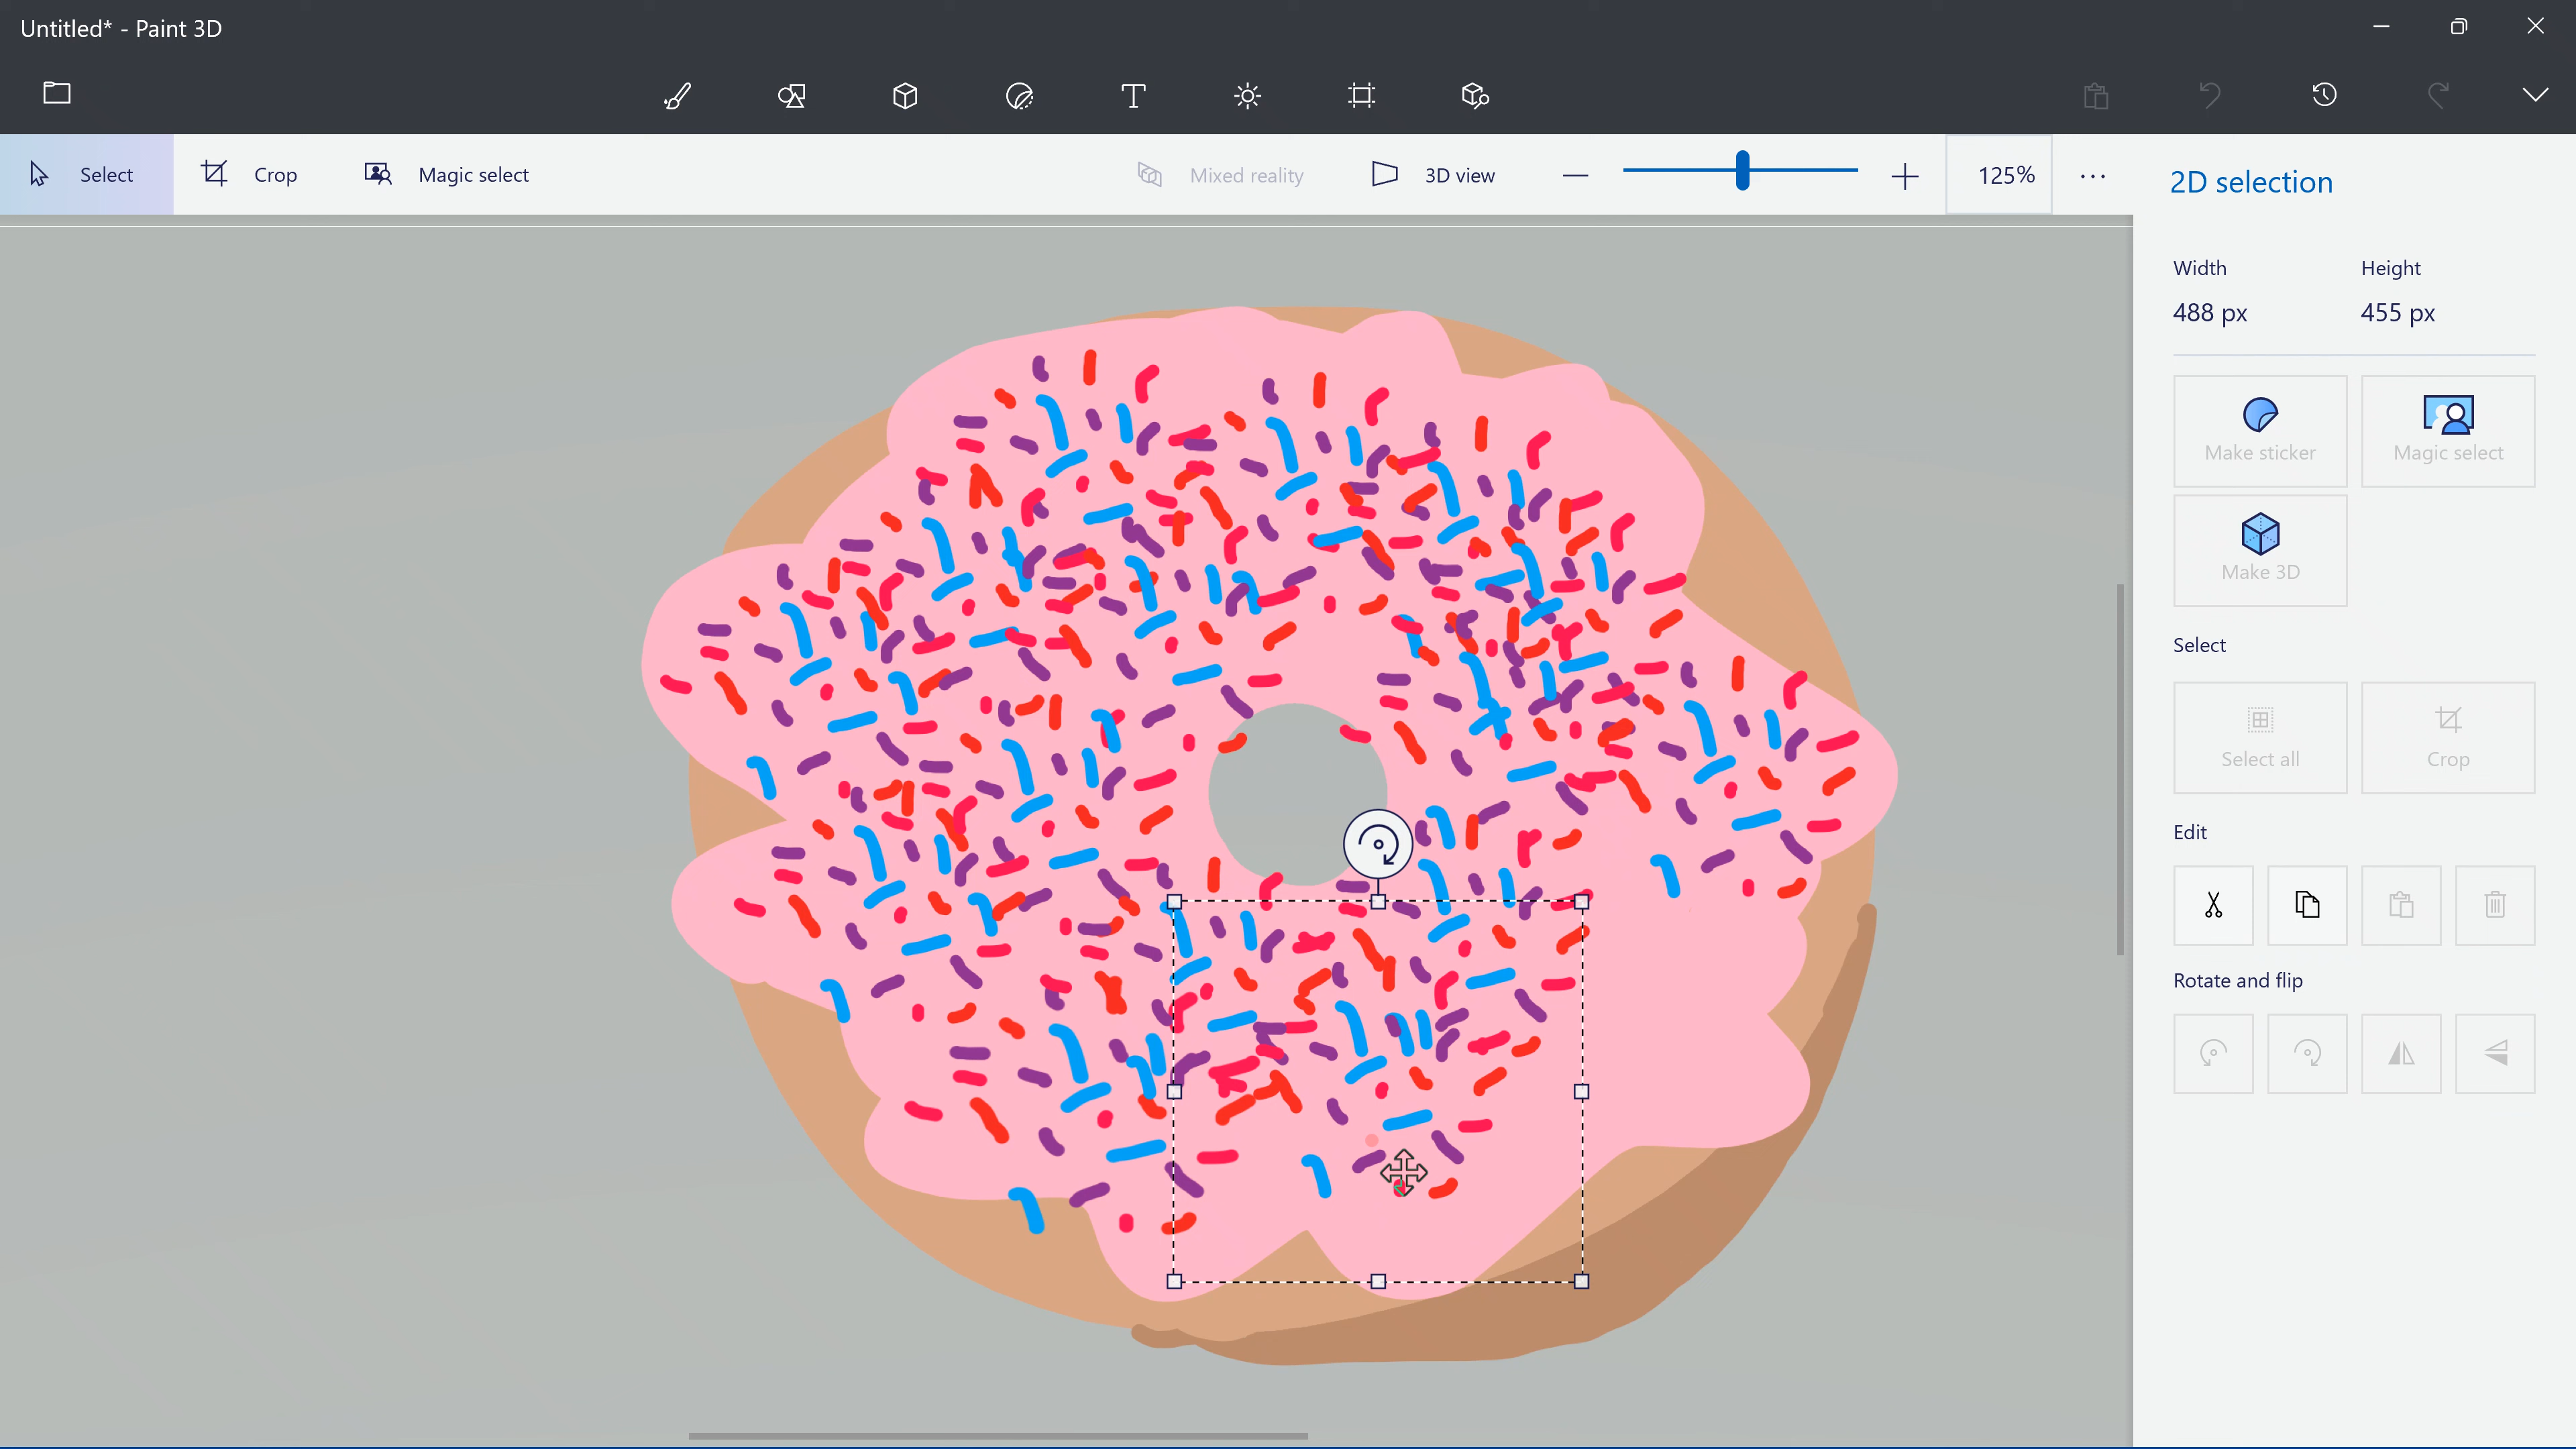 Untitled* - Paint 3D
Select
Crop
Magic select
Mixed reality
3D view
125%
2D selection
Width
Height
488 px
455 px
Make sticker
Magic select
Make 3D
Select
Select all
Crop
Edit
Rotate and flip